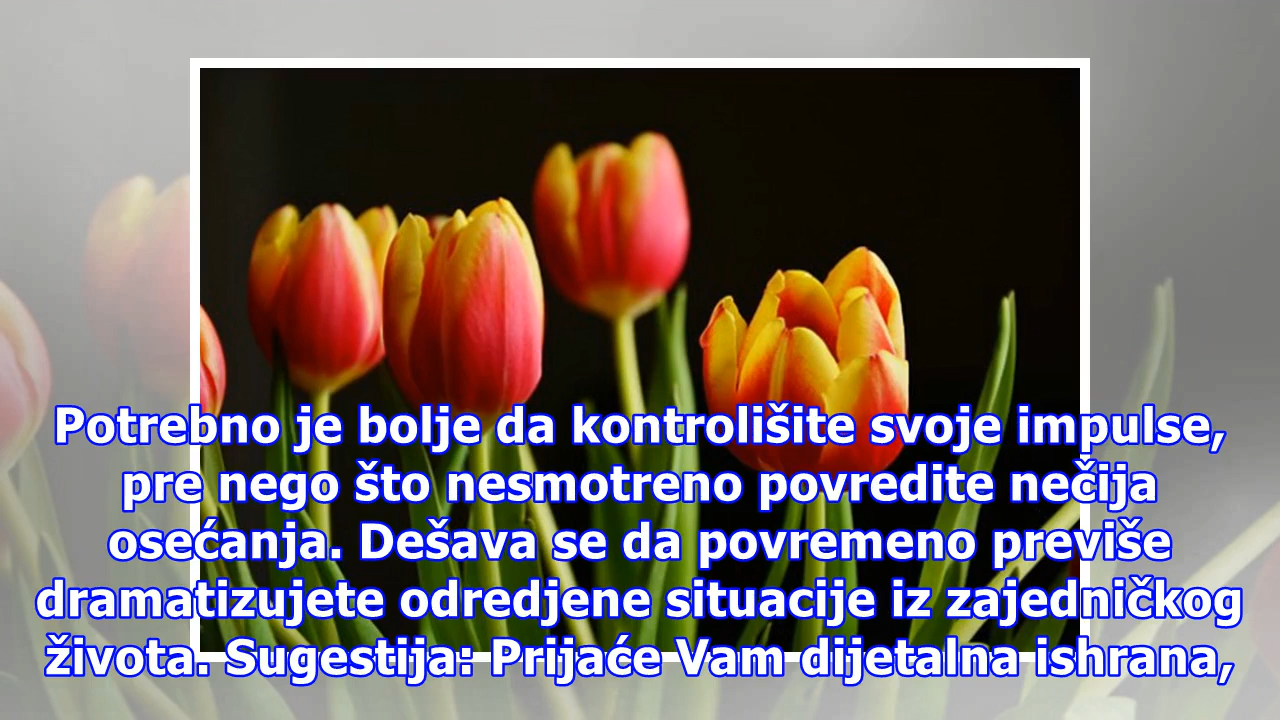 Potrebno je bolje da kontrolišite svoje impulse,
pre nego što nesmotreno povredite nečija
osećanja. Dešava se da povremeno previše
dramatizujete odredjene situacije iz zajedničkog
života. Sugestija: Prijaće Vam dijetalna ishrana,